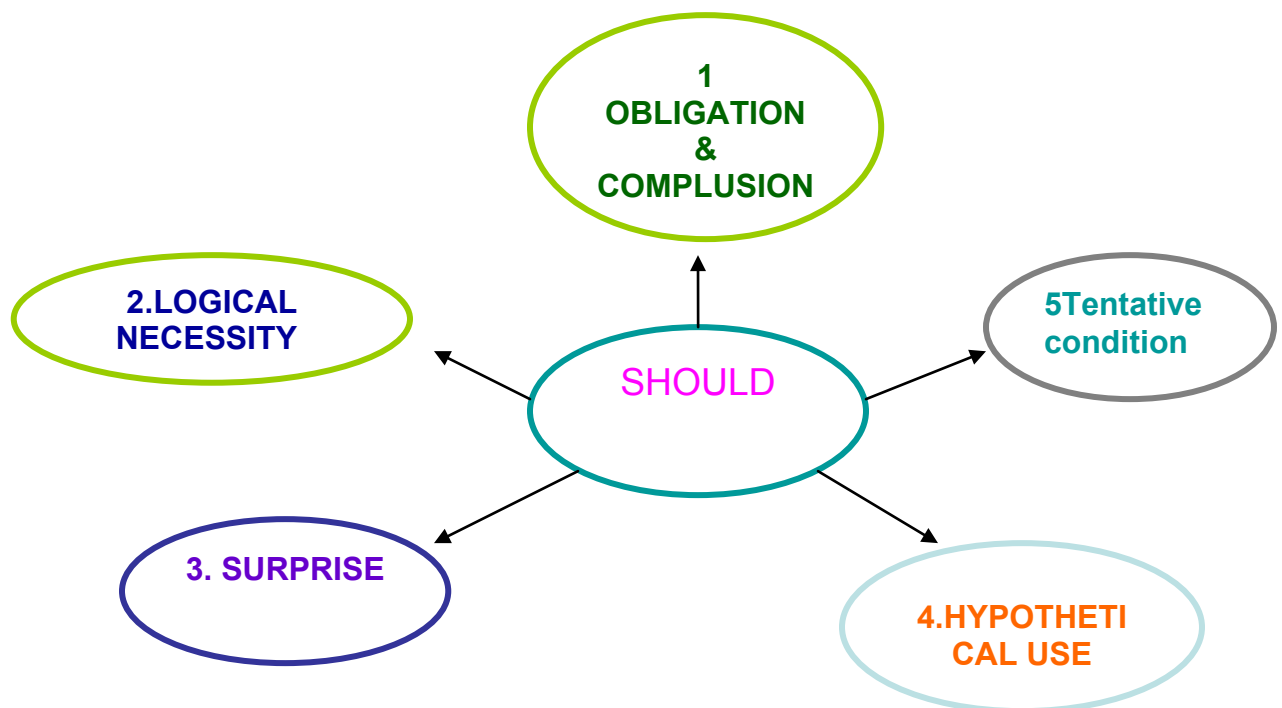 1
OBLIGATION
&
COMPLUSION
2.LOGICAL
NECESSITY
5Tentative
condition
SHOULD
3. SURPRISE
4.HYPOTHETI
CAL USE